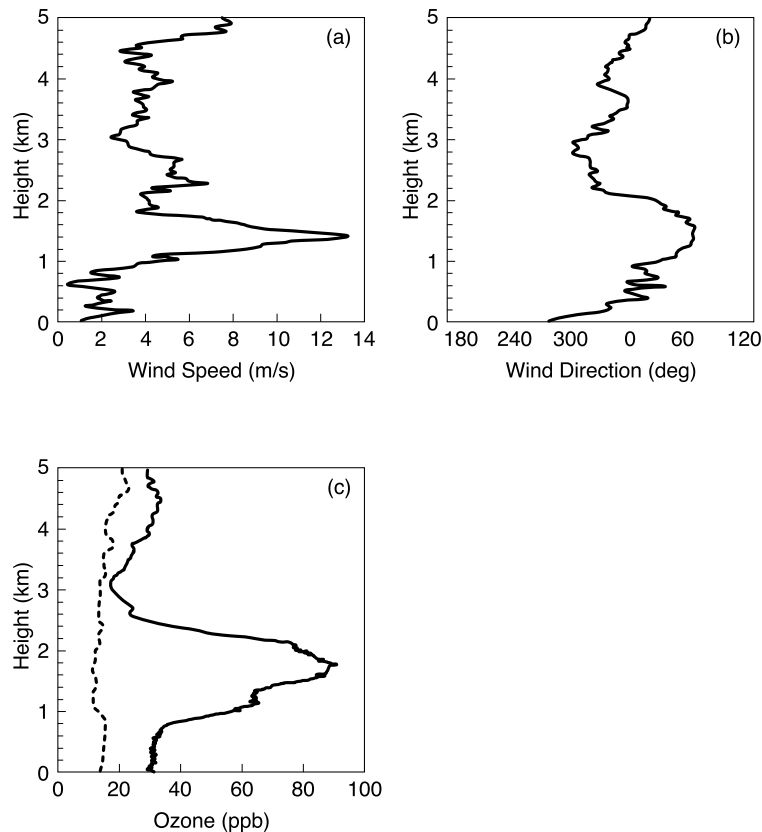 (a)
5
4
3
2
1
0
Height (km)
0 2 4 6 8 10 12 14
Wind Speed (m/s)
(b)
5
4
3
2
1
0
Height (km)
180 240 300 0 60 120
Wind Direction (deg)
(c)
5
4
3
2
1
0
Height (km)
0 20 40 60 80 100
Ozone (ppb)